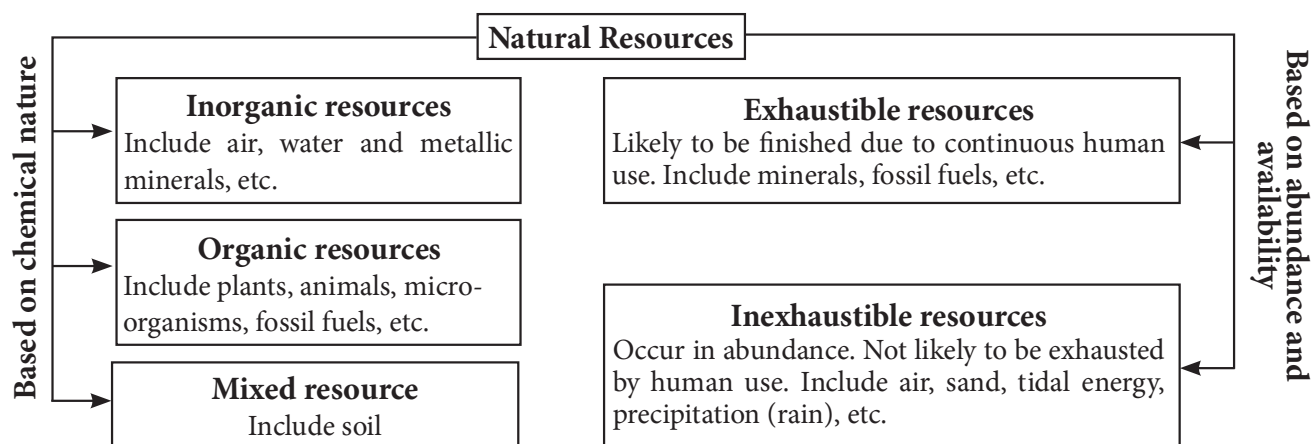 Natural Resources
Based on chemical nature
Inorganic resources
Include air, water and metallic
minerals, etc.
Organic resources
Include plants, animals, micro-
organisms, fossil fuels, etc.
Mixed resource
Include soil
Exhaustible resources
Likely to be finished due to continuous human
use. Include minerals, fossil fuels, etc.
Inexhaustible resources
Occur in abundance. Not likely to be exhausted
by human use. Include air, sand, tidal energy,
precipitation (rain), etc.
Based on abundance and
availability